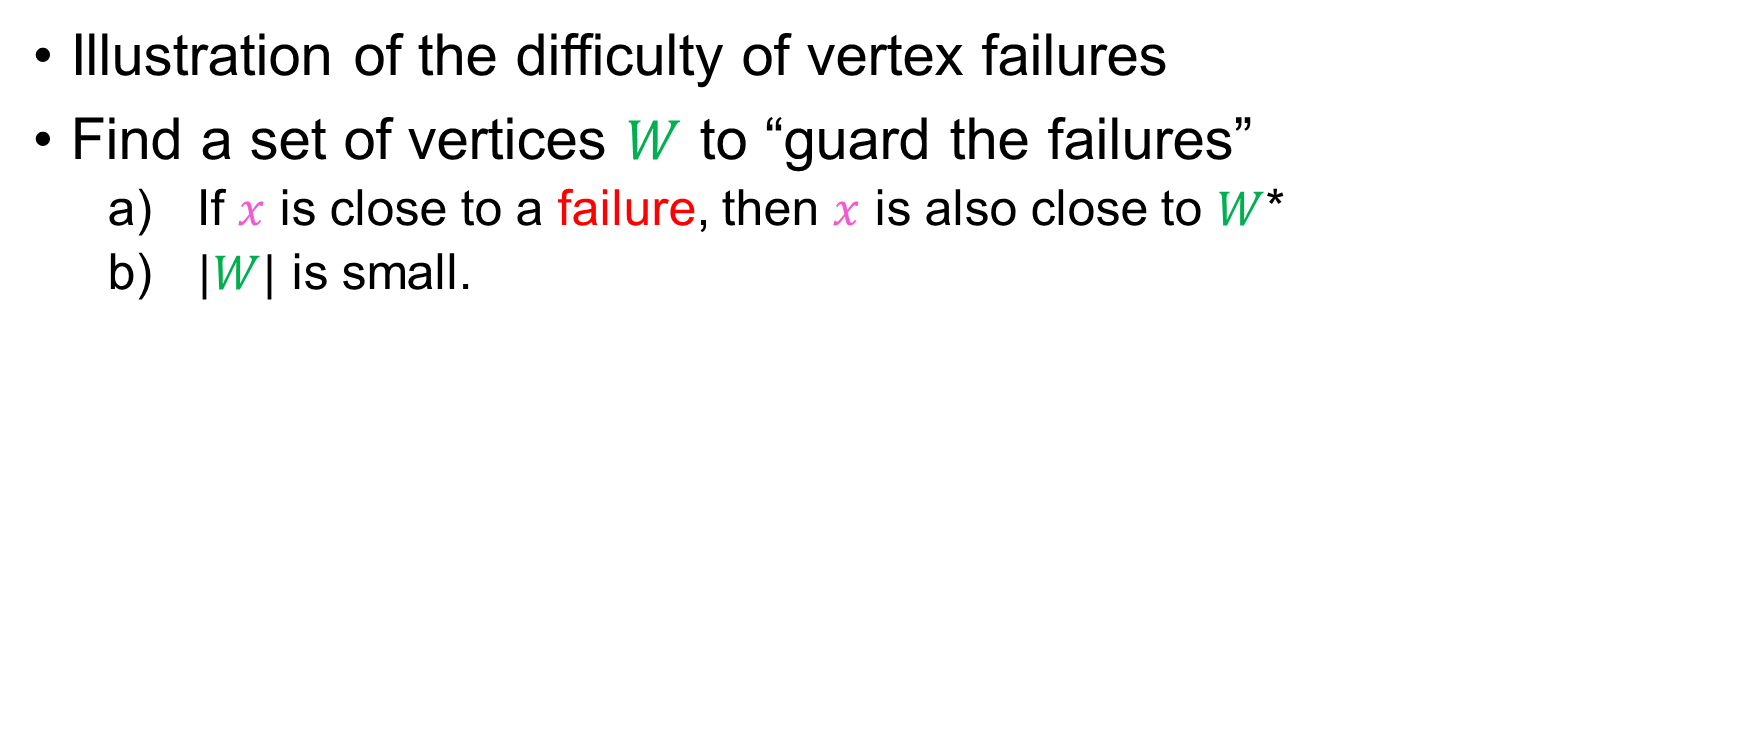 • Illustration of the difficulty of vertex failures
• Find a set of vertices 𝑊 to “guard the failures”
a) If 𝑥 is close to a failure, then 𝑥 is also close to 𝑊*
b) |𝑊| is small.